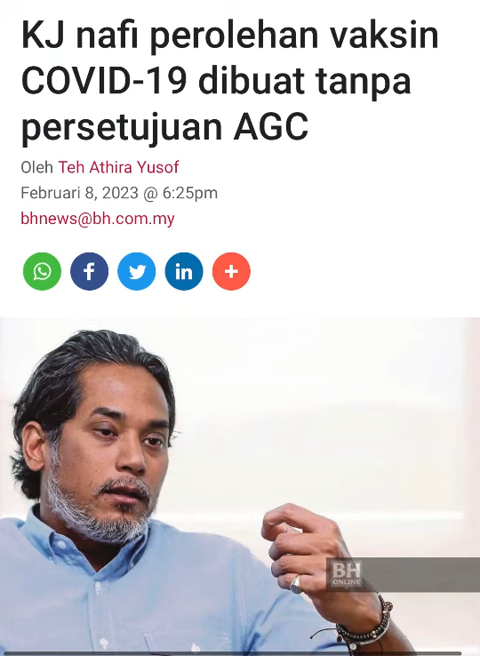 KJ nafi perolehan vaksin
COVID-19 dibuat tanpa
persetujuan AGC
Oleh Teh Athira Yusof
Februari 8, 2023 @ 6:25pm
bhnews@bh.com.my
BH
ONLINE